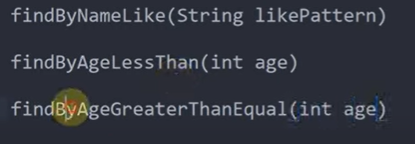 findByNameLike(String likePattern)
findByAgeLessThan(int age)
findByAgeGreaterThanEqual(int age)